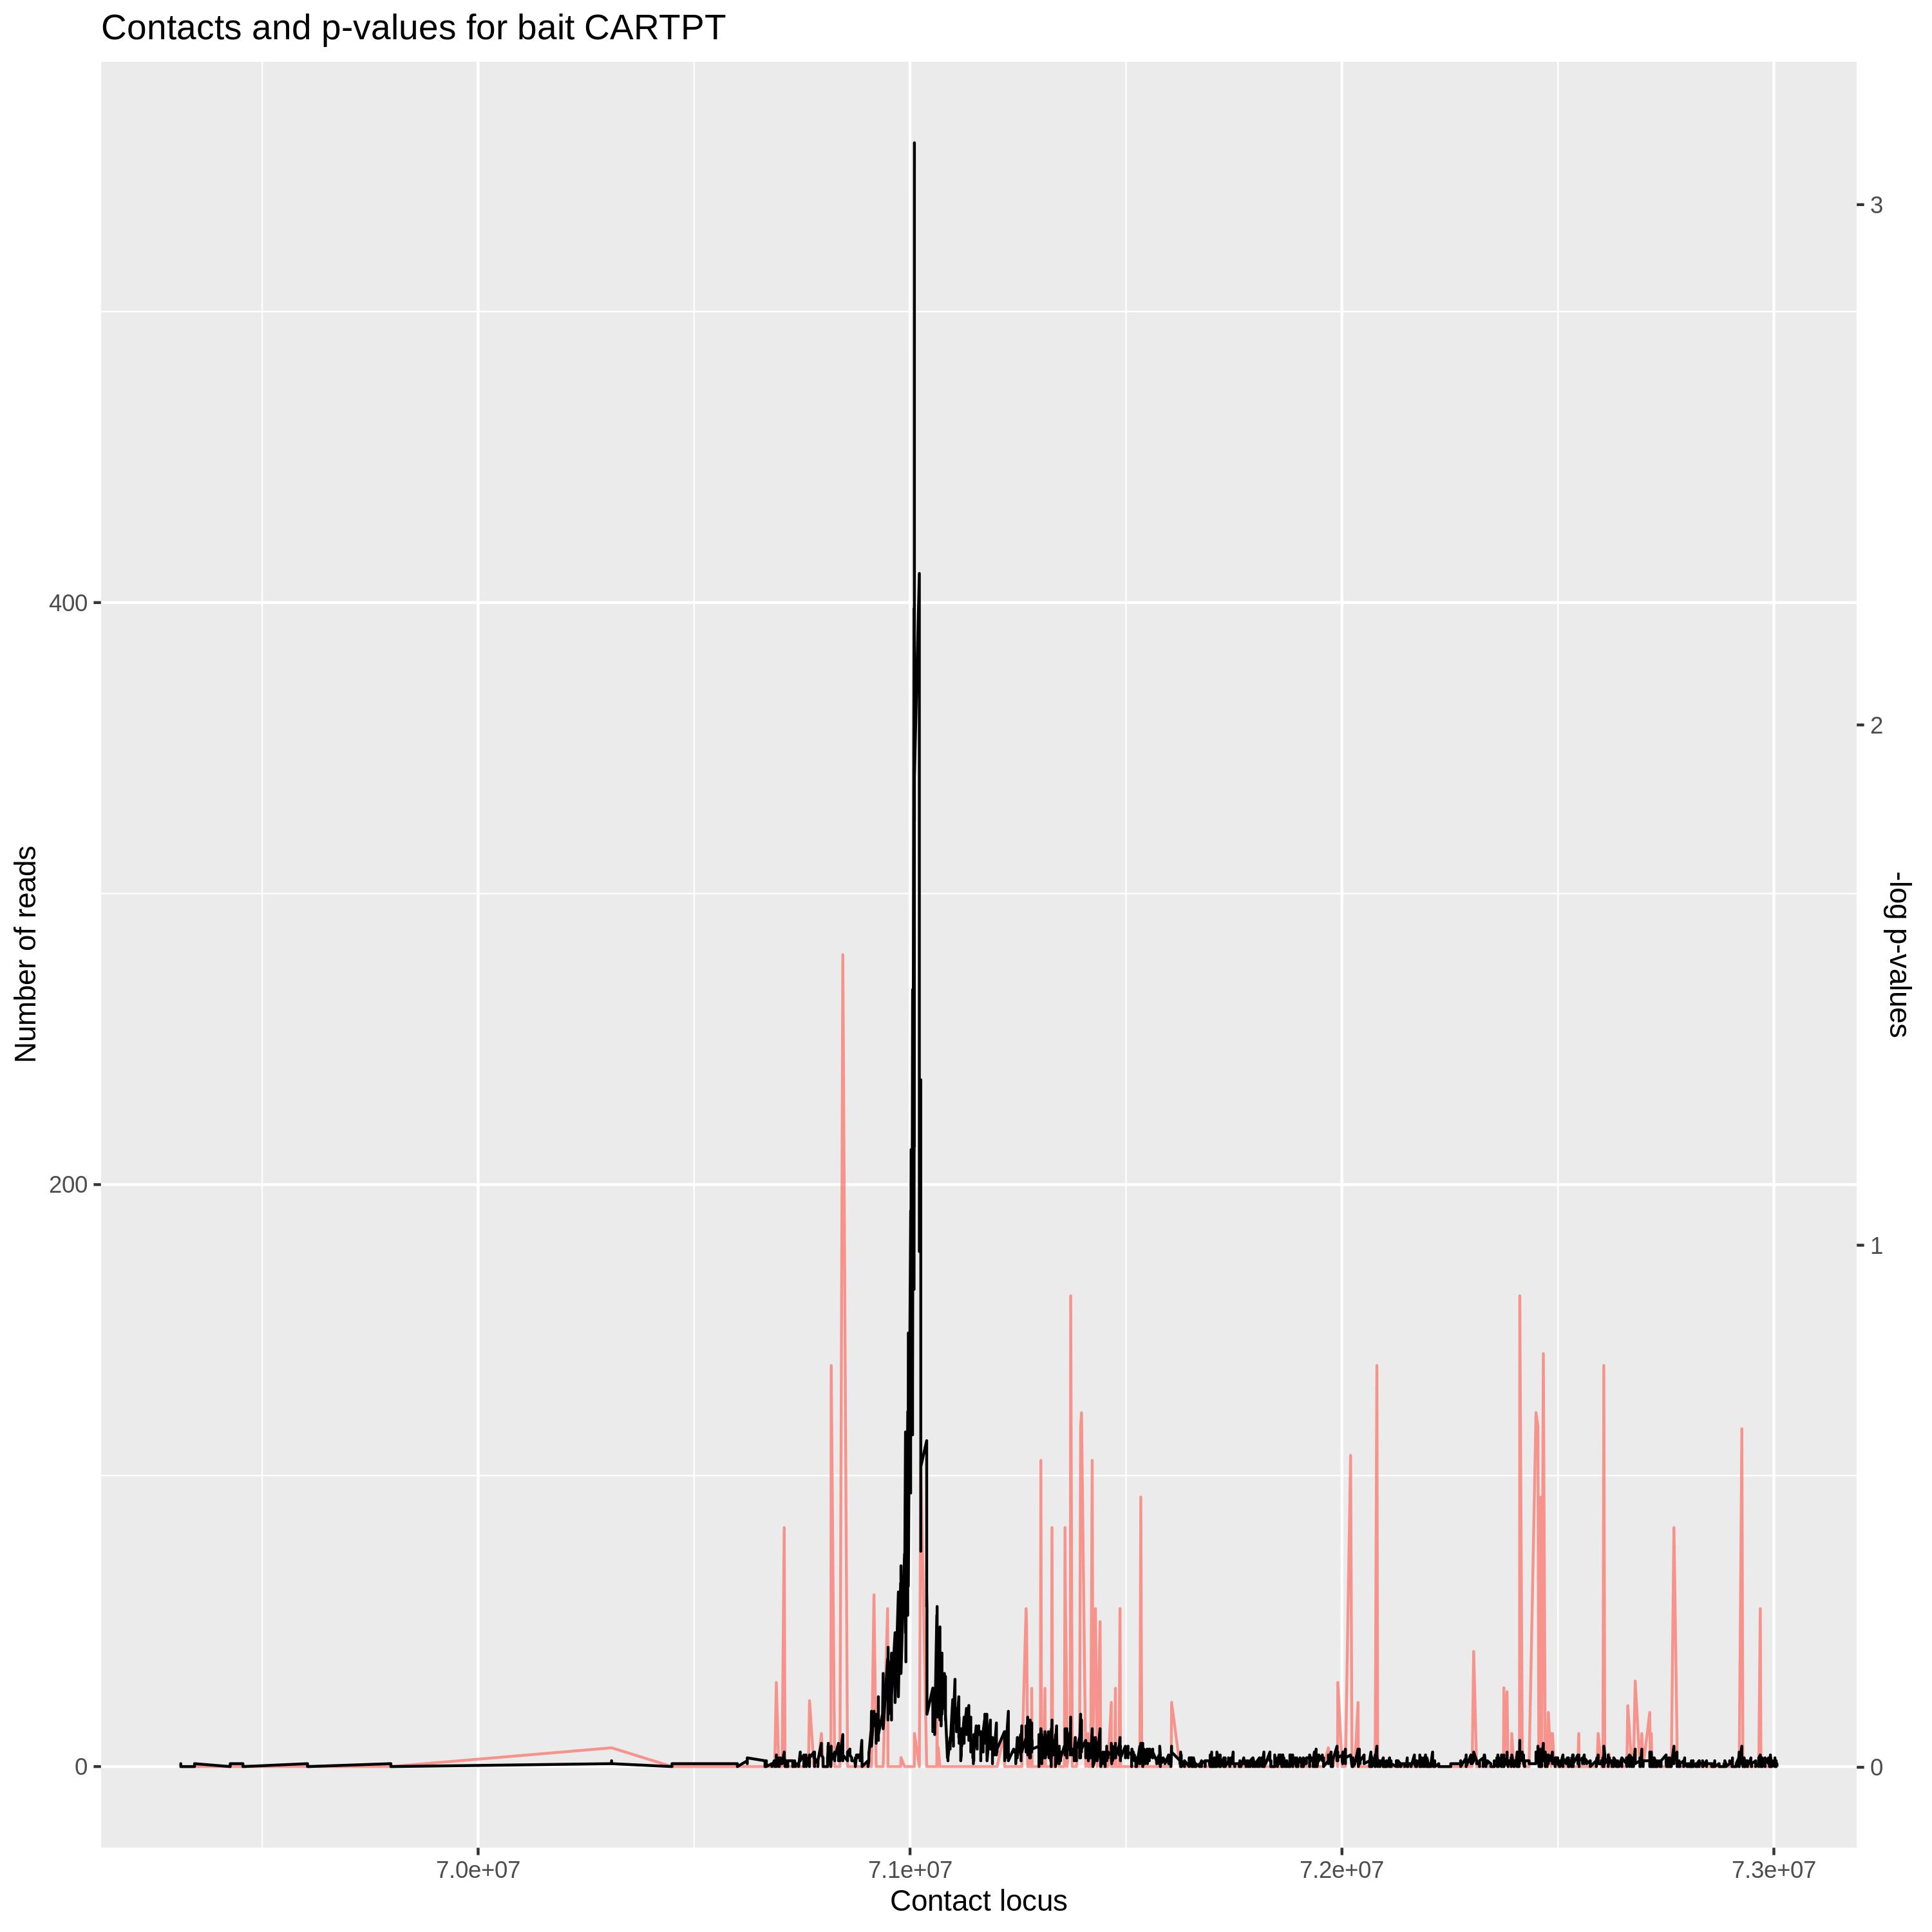 Contacts and p-values for bait CARTPT
3
400
2
Number of reads
-log p-values
200
1
0
0
7.0e+07
7.1e+07
7.2e+07
7.3e+07
Contact locus